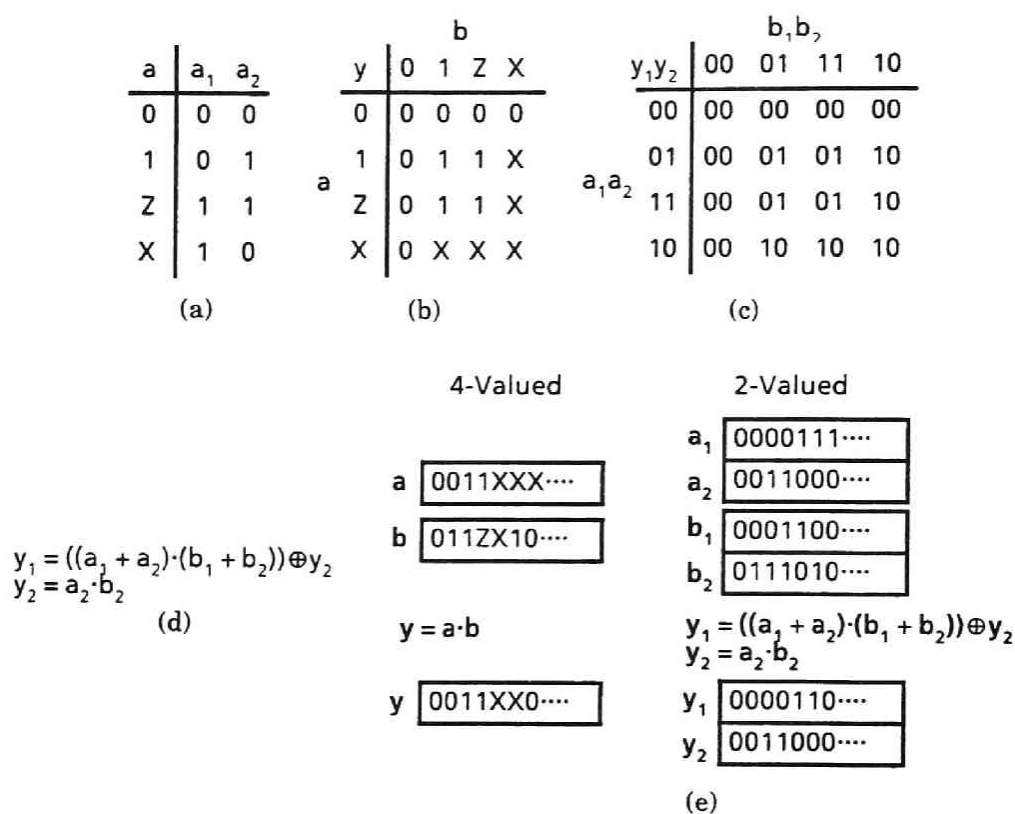 a a₁ a₂
0 0 0
1 0 1
Z 1 1
X 1 0
(a)
b
y 0 1 Z X
0 0 0 0 0
1 0 1 1 X
a
Z 0 1 1 X
X 0 X X X
(b)
b₁b₂
y₁y₂ 00 01 11 10
00 00 00 00 00
01 00 01 01 10
a₁a₂
11 00 01 01 10
10 00 10 10 10
(c)
y₁ = ((a₁ + a₂)·(b₁ + b₂))⊕y₂
y₂ = a₂·b₂
(d)
4-Valued
a 0011XXX····
b 011ZX10····
y = a·b
y 0011XX0····
2-Valued
a₁ 0000111····
a₂ 0011000····
b₁ 0001100····
b₂ 0111010····
y₁ = ((a₁ + a₂)·(b₁ + b₂))⊕y₂
y₂ = a₂·b₂
y₁ 0000110····
y₂ 0011000····
(e)